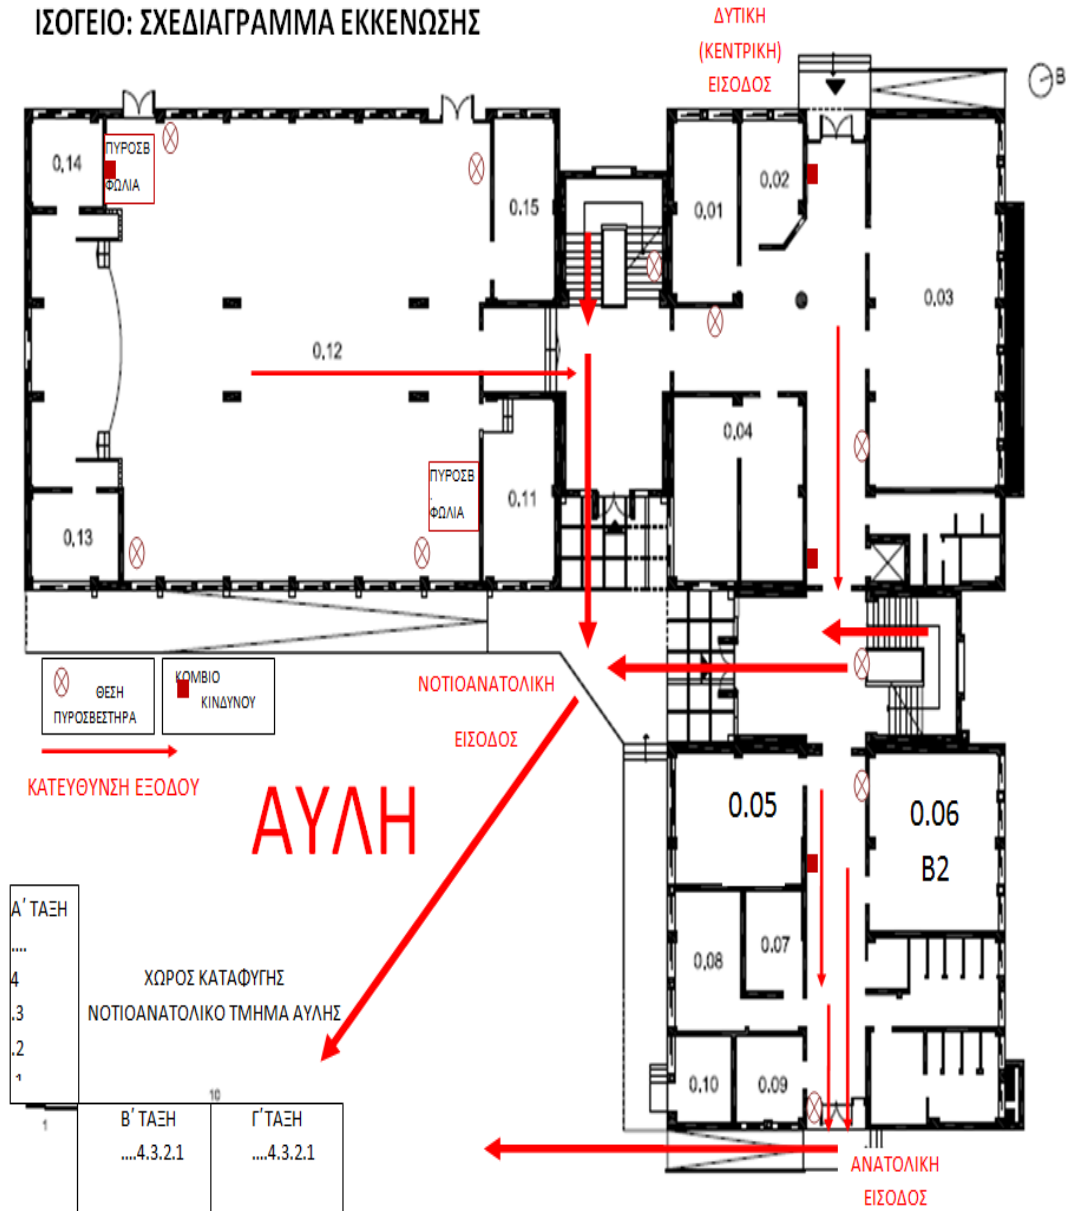 ΙΣΟΓΕΙΟ: ΣΧΕΔΙΑΓΡΑΜΜΑ ΕΚΚΕΝΩΣΗΣ
ΔΥΤΙΚΗ
(ΚΕΝΤΡΙΚΗ)
ΕΙΣΟΔΟΣ
Β
0.14
ΠΥΡΟΣΒ
ΦΩΛΙΑ
0.15
0.01
0.02
0.03
0.12
0.04
ΠΥΡΟΣΒ
.
ΦΩΛΙΑ
0.11
0.13
ΘΕΣΗ
ΠΥΡΟΣΒΕΣΤΗΡΑ
ΚΟΜΒΙΟ
ΚΙΝΔΥΝΟΥ
ΚΑΤΕΥΘΥΝΣΗ ΕΞΟΔΟΥ
ΝΟΤΙΟΑΝΑΤΟΛΙΚΗ
ΕΙΣΟΔΟΣ
ΑΥΛΗ
0.05
0.06
Β2
0.07
0.08
0.10
0.09
Α΄ ΤΑΞΗ
....
4
.3
.2
.1
ΧΩΡΟΣ ΚΑΤΑΦΥΓΗΣ
ΝΟΤΙΟΑΝΑΤΟΛΙΚΟ ΤΜΗΜΑ ΑΥΛΗΣ
1
10
Β΄ ΤΑΞΗ
....4.3.2.1
Γ΄ΤΑΞΗ
....4.3.2.1
ΑΝΑΤΟΛΙΚΗ
ΕΙΣΟΔΟΣ